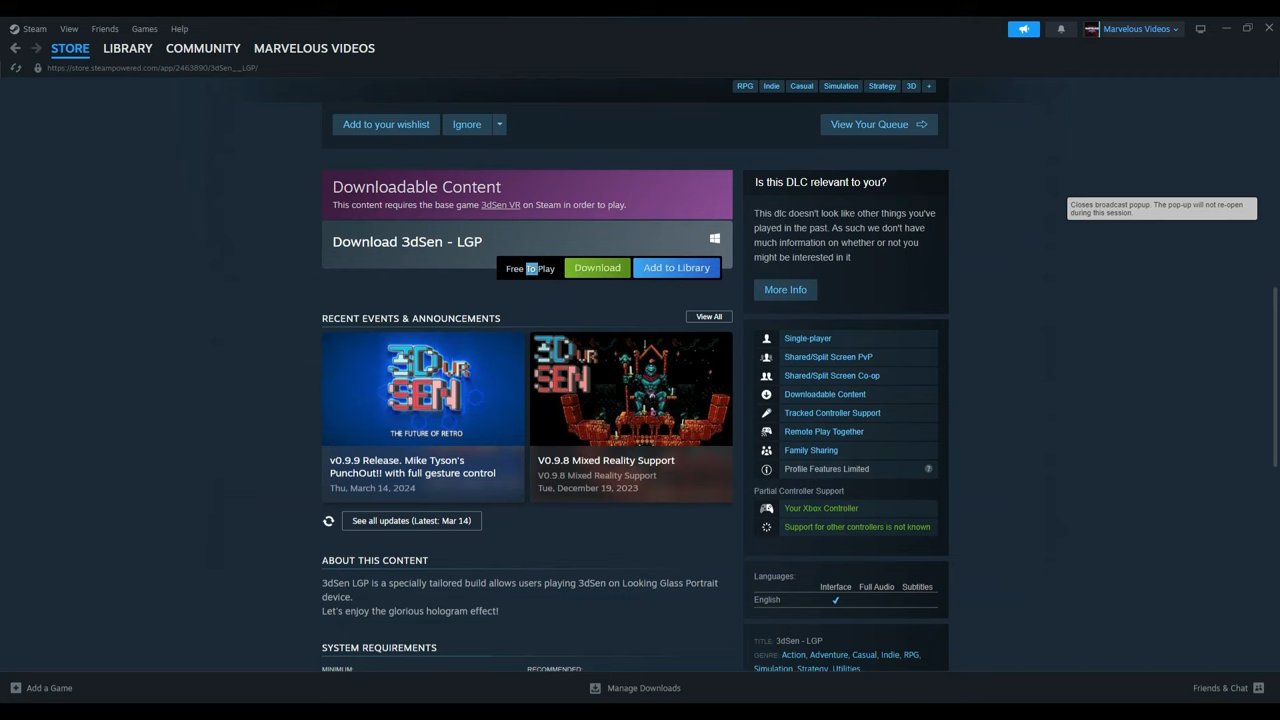 Steam View Friends Games Help
Marvelous Videos
STORE LIBRARY COMMUNITY MARVELOUS VIDEOS
https://store.steampowered.com/app/2463890/3dSen__LGP/
RPG Indie Casual Simulation Strategy 3D +
Add to your wishlist Ignore View Your Queue
Downloadable Content
This content requires the base game 3dSen VR on Steam in order to play.
Download 3dSen - LGP
Free To Play Download Add to Library
Is this DLC relevant to you?
This dlc doesn't look like other things you've
played in the past. As such we don't have
much information on whether or not you
might be interested in it
More Info
Closes broadcast popup. The pop-up will not re-open
during this session.
RECENT EVENTS & ANNOUNCEMENTS View All
3D VR
SEN
THE FUTURE OF RETRO
v0.9.9 Release. Mike Tyson's
PunchOut!! with full gesture control
Thu, March 14, 2024
3D VR
SEN
V0.9.8 Mixed Reality Support
V0.9.8 Mixed Reality Support
Tue, December 19, 2023
See all updates (Latest: Mar 14)
Single-player
Shared/Split Screen PvP
Shared/Split Screen Co-op
Downloadable Content
Tracked Controller Support
Remote Play Together
Family Sharing
Profile Features Limited ?
Partial Controller Support
Your Xbox Controller
Support for other controllers is not known
ABOUT THIS CONTENT
3dSen LGP is a specially tailored build allows users playing 3dSen on Looking Glass Portrait
device.
Let's enjoy the glorious hologram effect!
Languages:
Interface Full Audio Subtitles
English ✔
SYSTEM REQUIREMENTS
MINIMUM: RECOMMENDED:
TITLE: 3dSen - LGP
GENRE: Action, Adventure, Casual, Indie, RPG,
Simulation, Strategy, Utilities
Add a Game Manage Downloads Friends & Chat